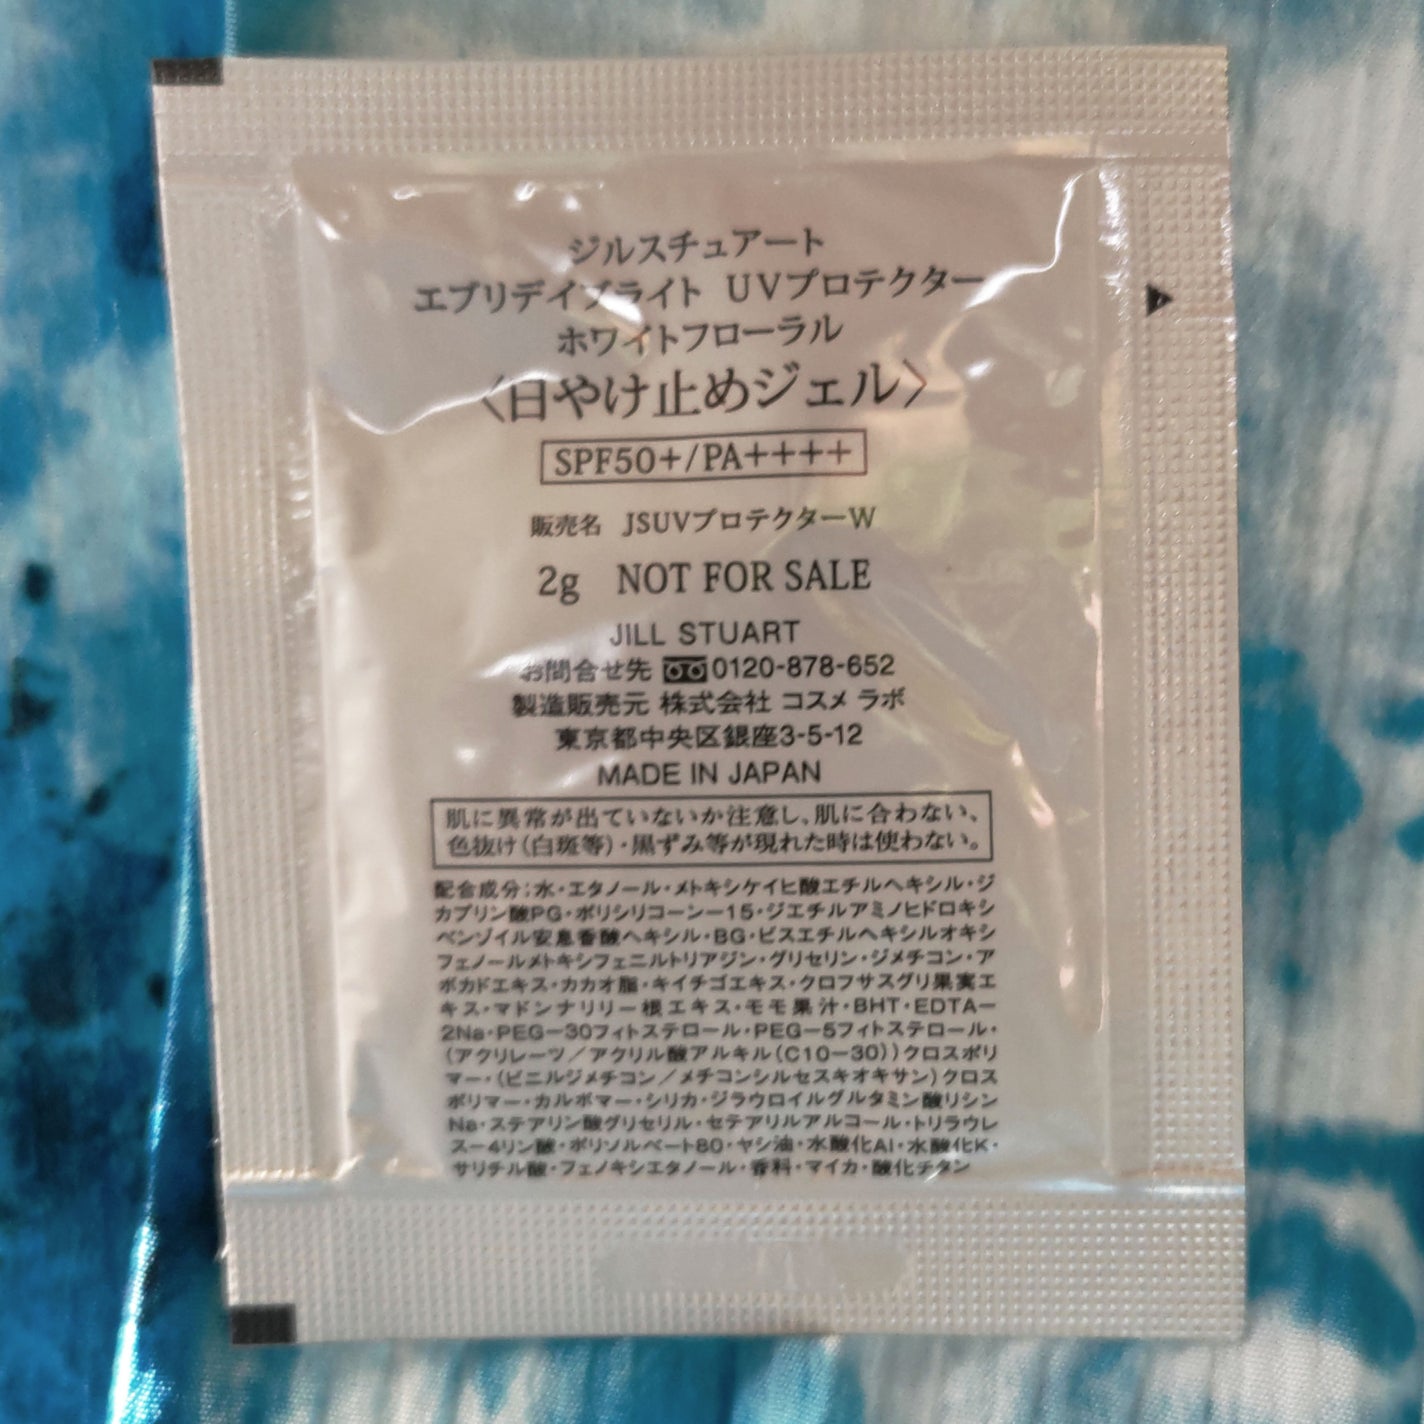 ジルスチュアート
エブリデイブライト UVプロテクター
ホワイトフローラル
〈日やけ止めジェル〉
SPF50+/PA++++
販売名 JSUVプロテクターW
2g NOT FOR SALE
JILL STUART
お問合せ先 0120-878-652
製造販売元 株式会社 コスメ ラボ
東京都中央区銀座3-5-12
MADE IN JAPAN
肌に異常が出ていないか注意し、肌に合わない、
色抜け(白斑等)・黒ずみ等が現れた時は使わない。
配合成分;水・エタノール・メトキシケイヒ酸エチルヘキシル・ジ
カプリン酸PG・ポリシリコーン−15・ジエチルアミノヒドロキシ
ベンゾイル安息香酸ヘキシル・BG・ビスエチルヘキシルオキシ
フェノールメトキシフェニルトリアジン・グリセリン・ジメチコン・ア
ボカドエキス・カカオ脂・キイチゴエキス・クロフサスグリ果実エ
キス・マドンナリリー根エキス・モモ果汁・BHT・EDTA−
2Na・PEG−30フィトステロール・PEG−5フィトステロール・
(アクリレーツ/アクリル酸アルキル(C10−30))クロスポリ
マー・(ビニルジメチコン/メチコンシルセスキオキサン)クロス
ポリマー・カルボマー・シリカ・ジラウロイルグルタミン酸リシン
Na・ステアリン酸グリセリル・セテアリルアルコール・トリラウレ
ス−4リン酸・ポリソルベート80・ヤシ油・水酸化Al・水酸化K・
サリチル酸・フェノキシエタノール・香料・マイカ・酸化チタン